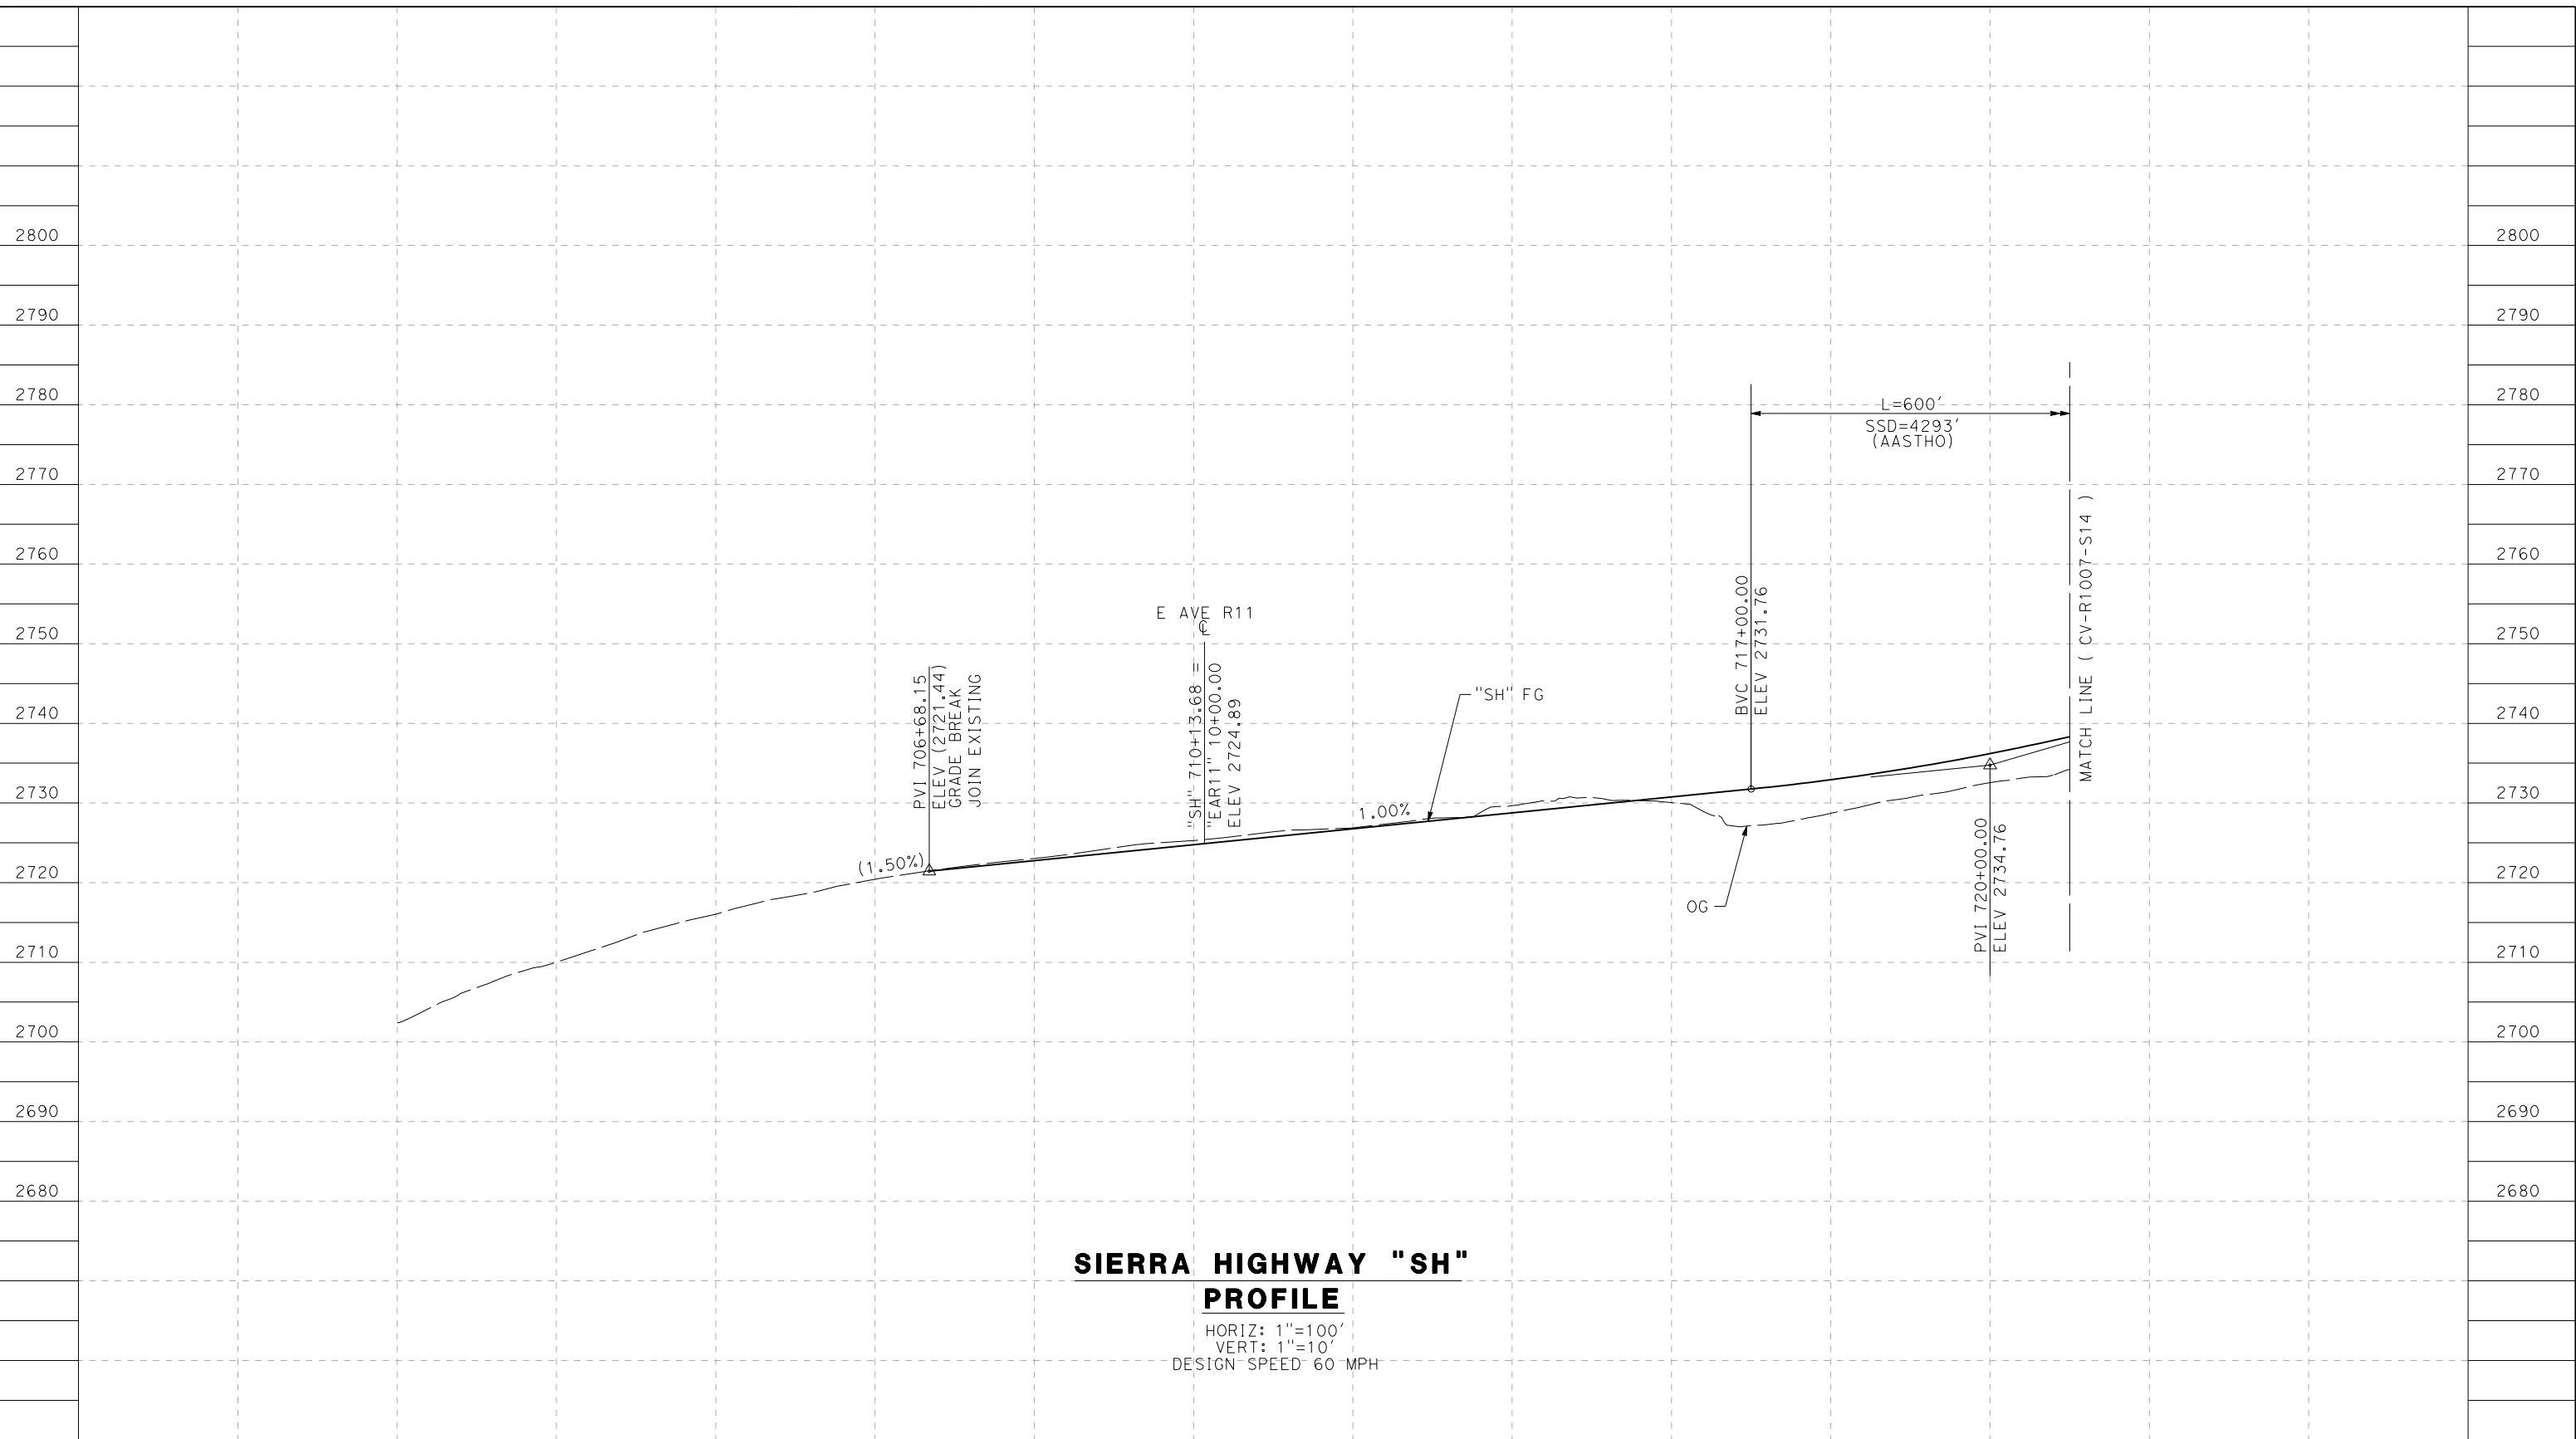 2800
2790
2780
2770
2760
2750
2740
2730
2720
2710
2700
2690
2680
(1.50%)
PVI 706+68.15
ELEV (2721.44)
GRADE BREAK
JOIN EXISTING
E AVE R11
℄
"SH" 710+13.68 =
"EAR11" 10+00.00
ELEV 2724.89
1.00%
"SH" FG
OG
BVC 717+00.00
ELEV 2731.76
L=600'
SSD=4293'
(AASTHO)
PVI 720+00.00
ELEV 2734.76
MATCH LINE ( CV-R1007-S14 )
2800
2790
2780
2770
2760
2750
2740
2730
2720
2710
2700
2690
2680
SIERRA HIGHWAY "SH"
PROFILE
HORIZ: 1"=100'
VERT: 1"=10'
DESIGN SPEED 60 MPH